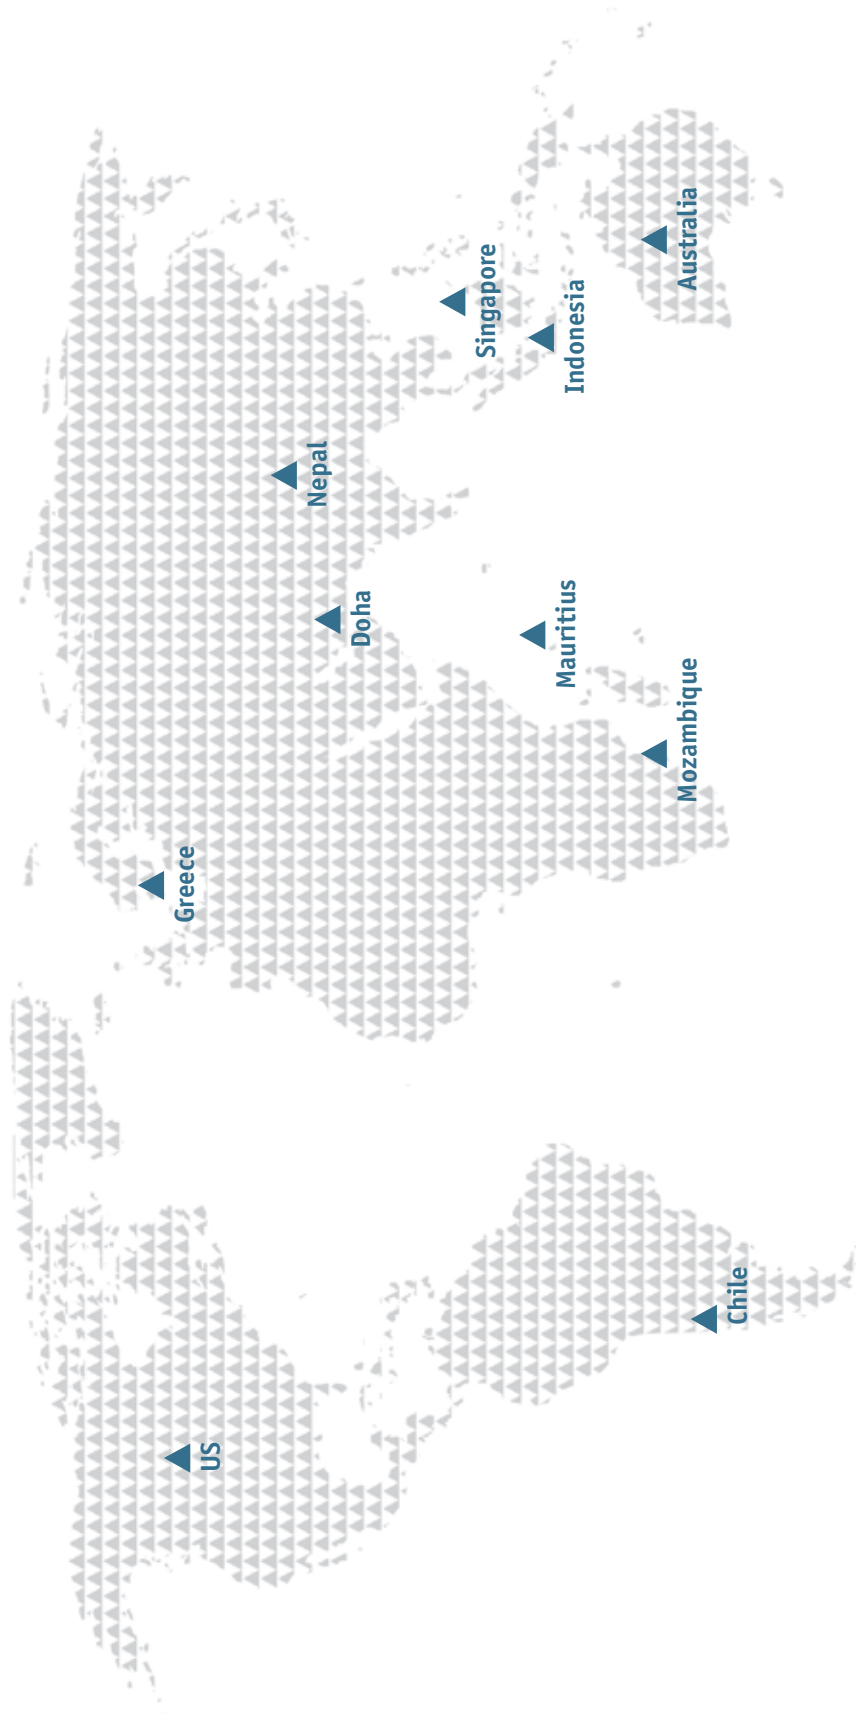 US
Greece
Nepal
Doha
Singapore
Indonesia
Mauritius
Mozambique
Australia
Chile